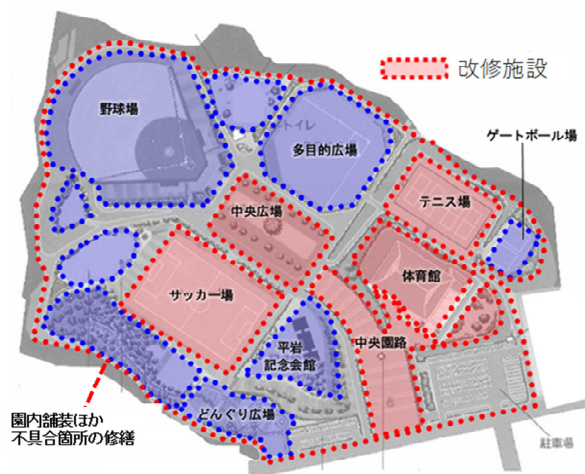 改修施設
野球場
トイレ
多目的広場
ゲートボール場
テニス場
中央広場
体育館
サッカー場
中央園路
平岩
記念会館
どんぐり広場
園内舗装ほか
不具合箇所の修繕
駐車場